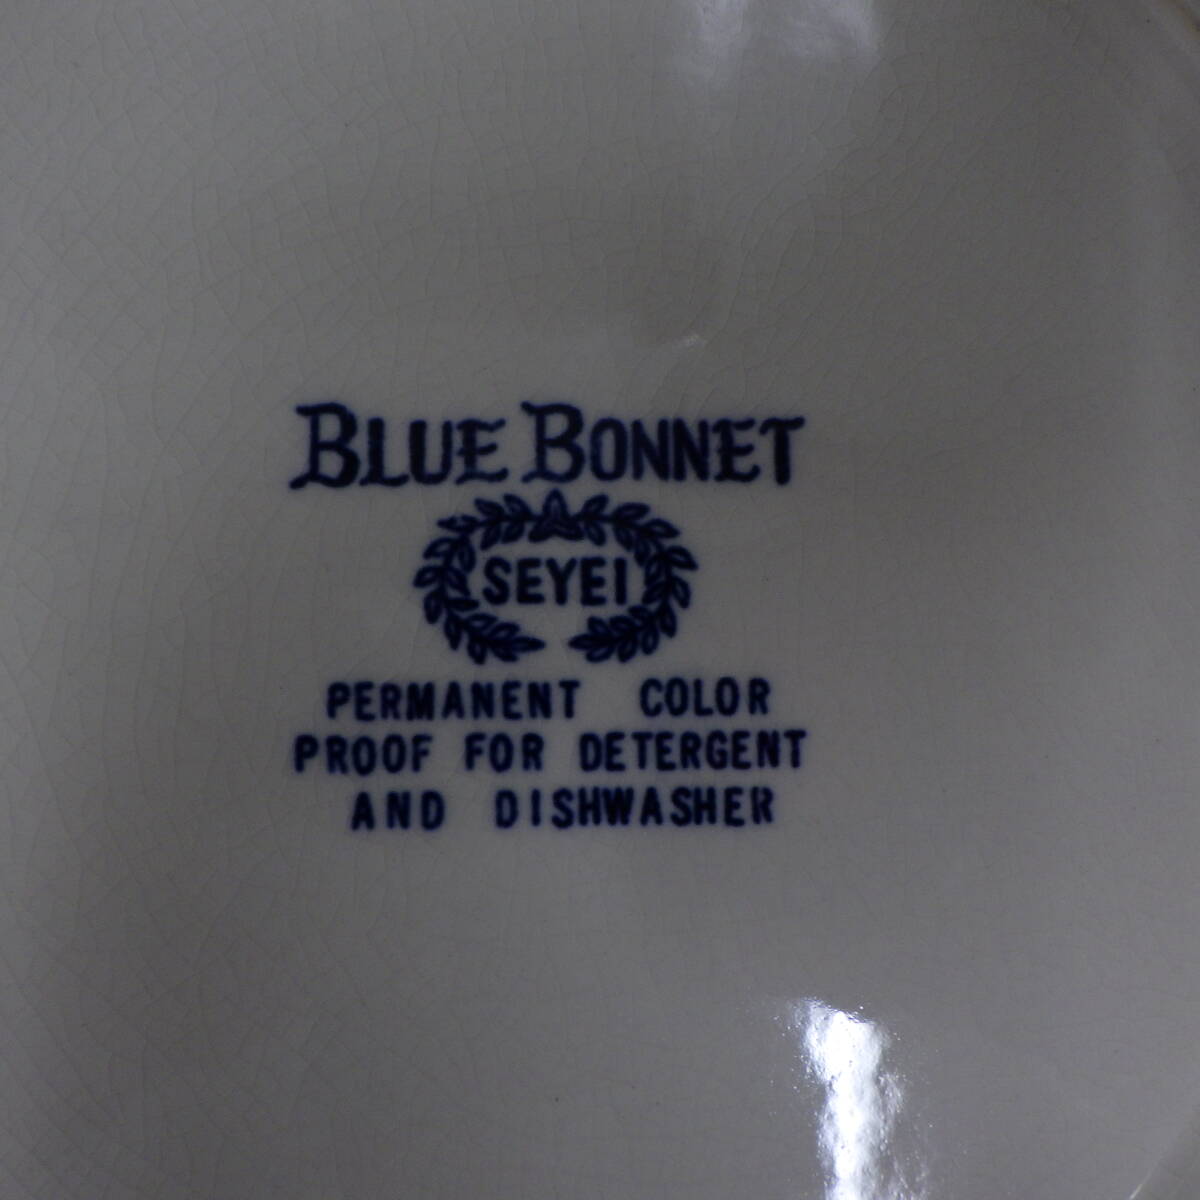 BLUE BONNET
SEYEI
PERMANENT COLOR
PROOF FOR DETERGENT
AND DISHWASHER